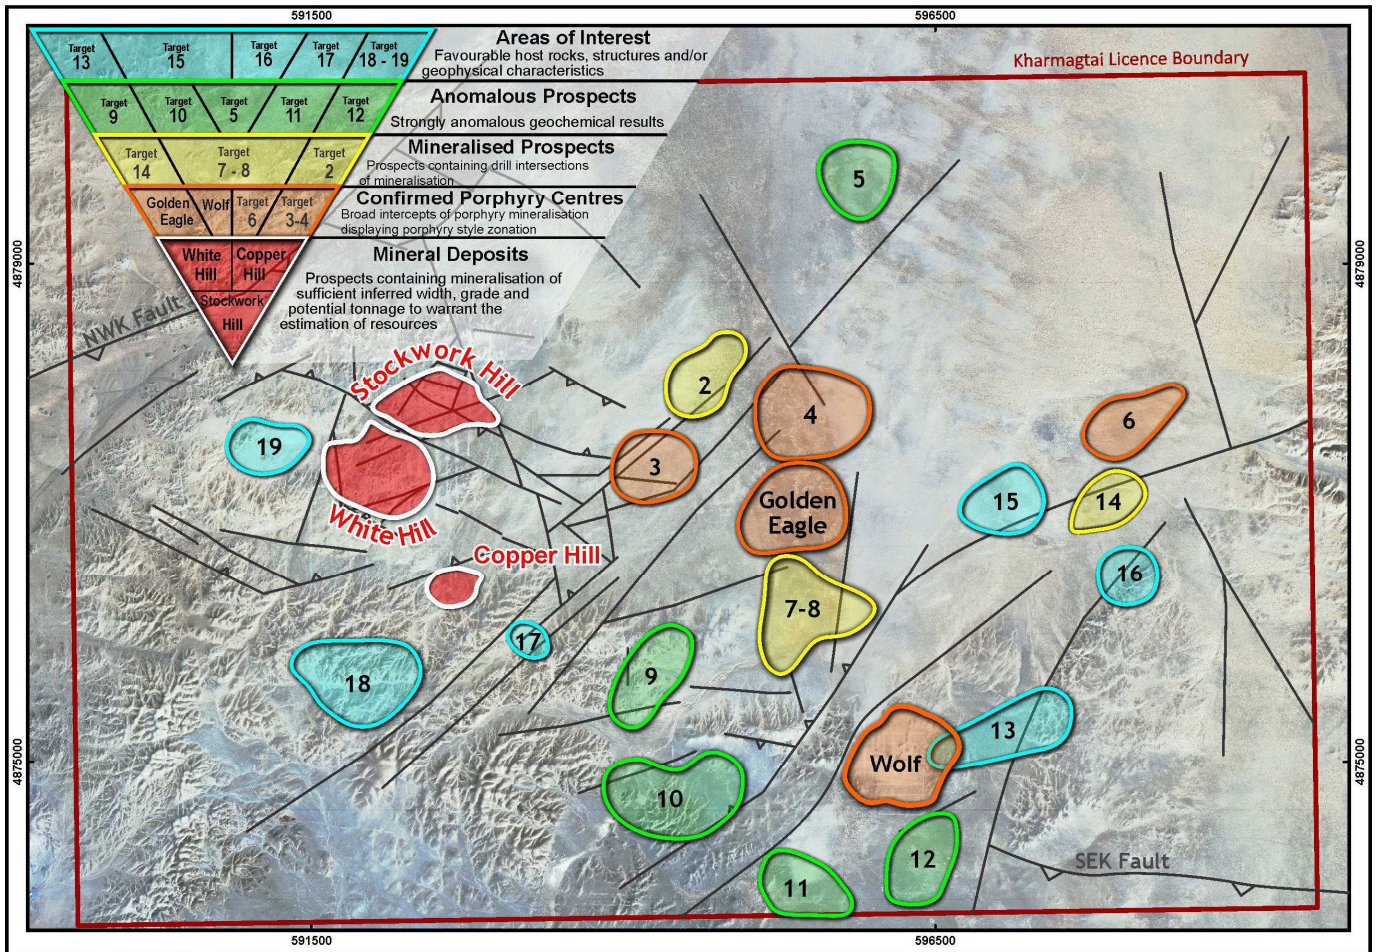 591500
596500
Kharmagtai Licence Boundary
Target 13
Target 15
Target 16
Target 17
Target 18 - 19
Areas of Interest
Favourable host rocks, structures and/or
geophysical characteristics
Target 9
Target 10
Target 5
Target 11
Target 12
Anomalous Prospects
Strongly anomalous geochemical results
Target 14
Target 7 - 8
Target 2
Mineralised Prospects
Prospects containing drill intersections
of mineralisation
Golden Eagle
Wolf
Target 6
Target 3-4
Confirmed Porphyry Centres
Broad intercepts of porphyry mineralisation
displaying porphyry style zonation
White Hill
Copper Hill
Stockwork Hill
Mineral Deposits
Prospects containing mineralisation of
sufficient inferred width, grade and
potential tonnage to warrant the
estimation of resources
4879000
4879000
NWK Fault
5
Stockwork Hill
2
4
6
19
3
White Hill
Golden
Eagle
15
14
Copper Hill
16
7-8
17
18
9
13
Wolf
10
4875000
4875000
12
11
SEK Fault
591500
596500